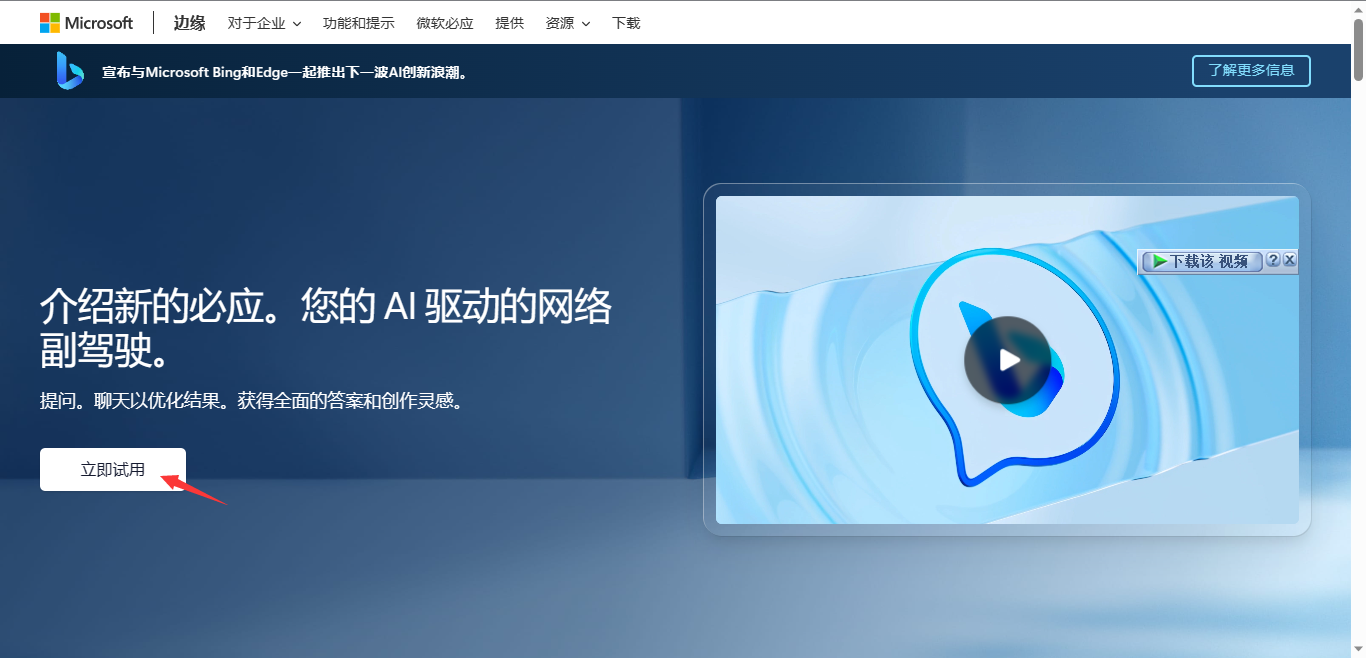 Microsoft 边缘 对于企业 功能和提示 微软必应 提供 资源 下载
宣布与Microsoft Bing和Edge一起推出下一波AI创新浪潮。
了解更多信息
下载该 视频 ? X
介绍新的必应。您的 AI 驱动的网络
副驾驶。
提问。聊天以优化结果。获得全面的答案和创作灵感。
立即试用